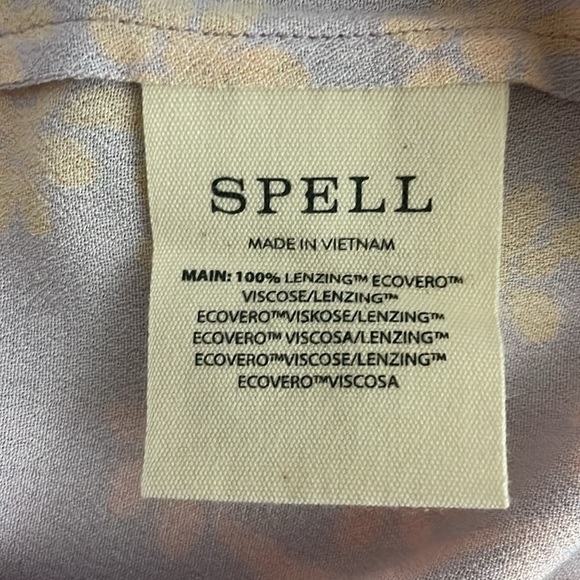 SPELL
MADE IN VIETNAM
MAIN: 100% LENZING™ ECOVERO™
VISCOSE/LENZING™
ECOVERO™VISKOSE/LENZING™
ECOVERO™ VISCOSA/LENZING™
ECOVERO™VISCOSE/LENZING™
ECOVERO™VISCOSA